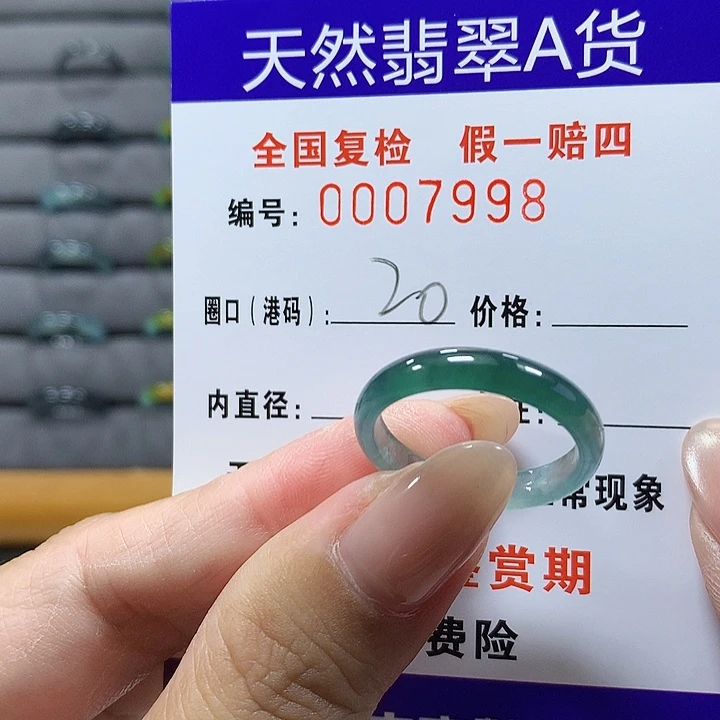 天然翡翠A货
全国复检 假一赔四
编号: 0007998
圈口(港码): 20 价格:
内直径:
常现象
赏期
费险